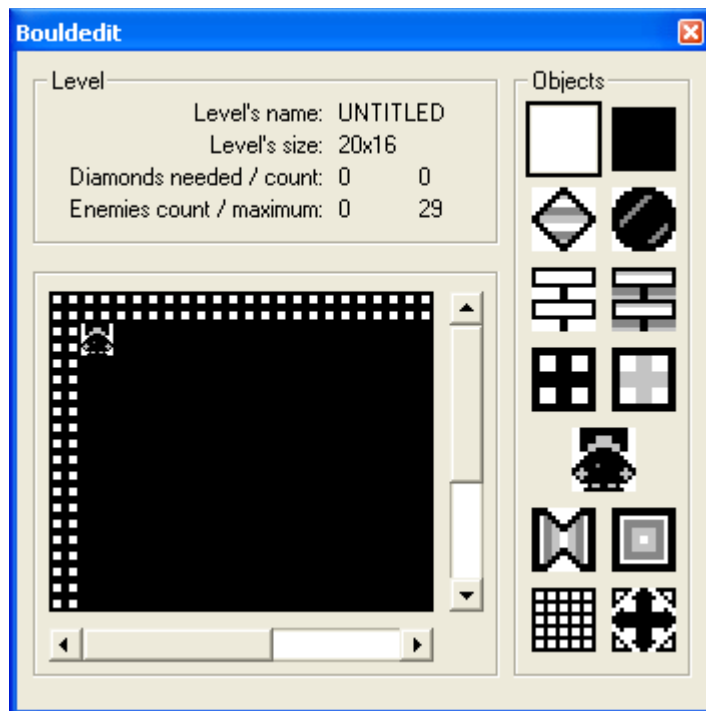 Bouldedit
Level
Level's name: UNTITLED
Level's size: 20x16
Diamonds needed / count: 0 0
Enemies count / maximum: 0 29
Objects